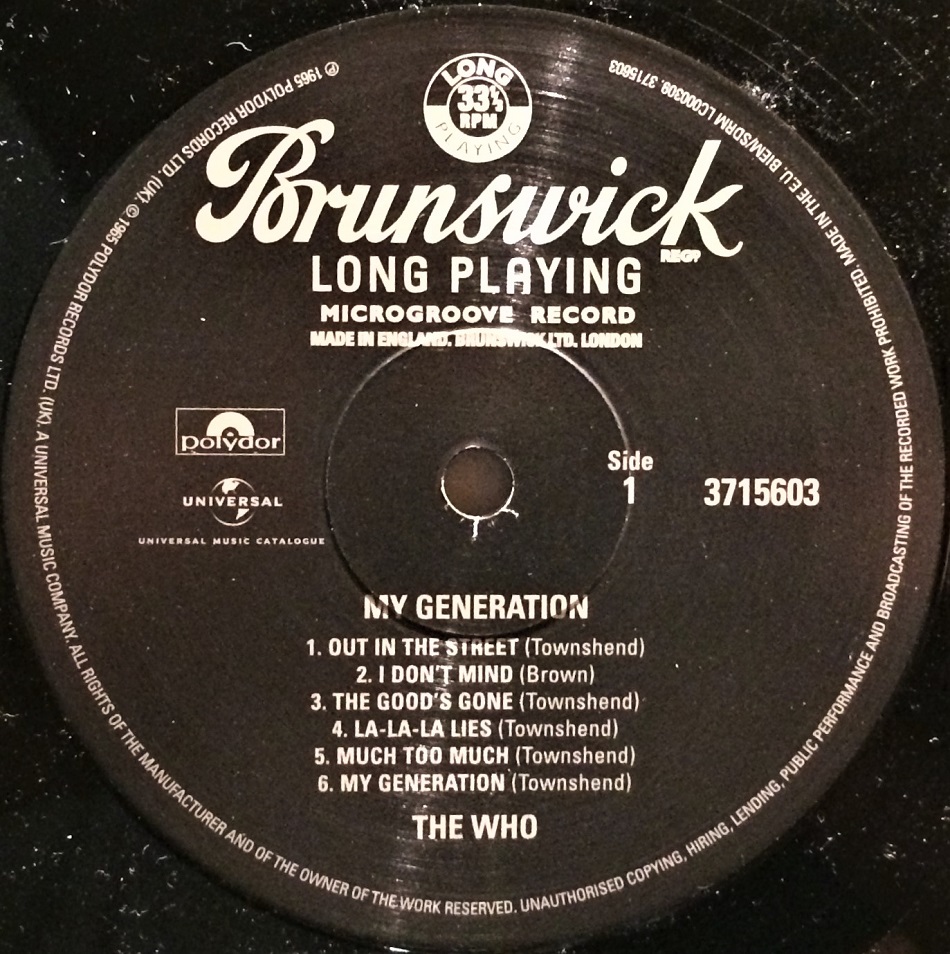 LONG
33⅓
RPM
PLAYING
Brunswick
REGD
LONG PLAYING
MICROGROOVE RECORD
MADE IN ENGLAND. BRUNSWICK LTD. LONDON
polydor
UNIVERSAL
UNIVERSAL MUSIC CATALOGUE
Side
1
3715603
MY GENERATION
1. OUT IN THE STREET (Townshend)
2. I DON'T MIND (Brown)
3. THE GOOD'S GONE (Townshend)
4. LA-LA-LA LIES (Townshend)
5. MUCH TOO MUCH (Townshend)
6. MY GENERATION (Townshend)
THE WHO
℗ 1965 POLYDOR RECORDS LTD. (UK). © 1965 POLYDOR RECORDS LTD. (UK). A UNIVERSAL MUSIC COMPANY. ALL RIGHTS OF THE MANUFACTURER AND OF THE OWNER OF THE WORK RESERVED. UNAUTHORISED COPYING, HIRING, LENDING, PUBLIC PERFORMANCE AND BROADCASTING OF THE RECORDED WORK PROHIBITED. MADE IN THE E.U. BIEM/SDRM LC000309. 3715603